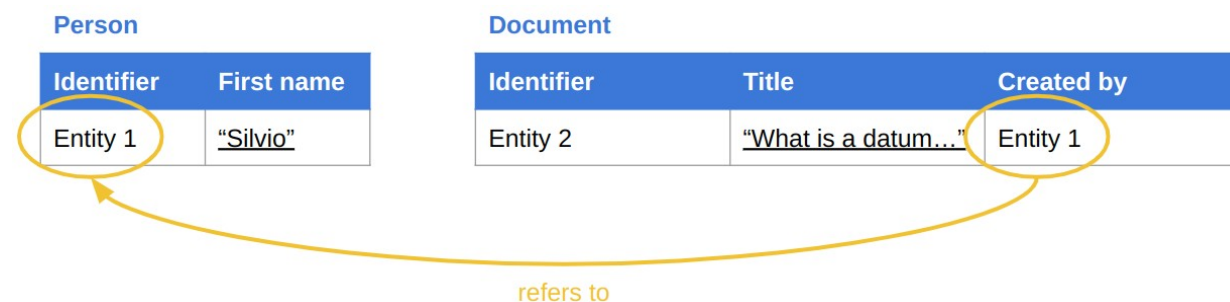 Person
Document
Identifier First name
Identifier Title Created by
Entity 1 “Silvio”
Entity 2 “What is a datum…” Entity 1
refers to